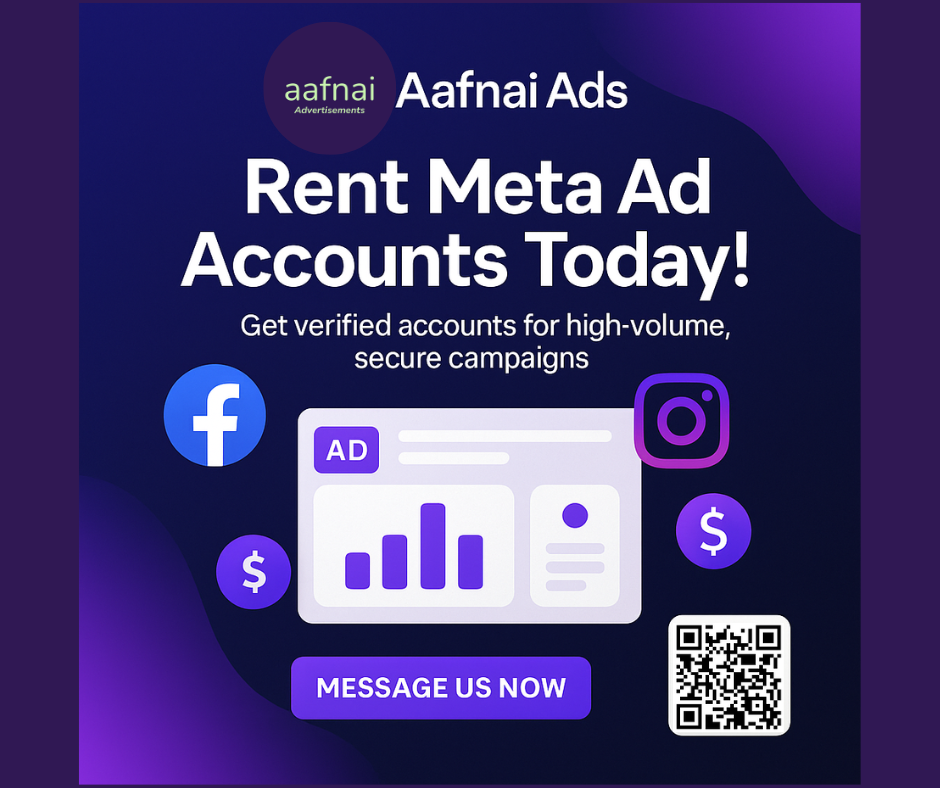 aafnai
Advertisements
Aafnai Ads
Rent Meta Ad
Accounts Today!
Get verified accounts for high-volume,
secure campaigns
f
AD
$
$
MESSAGE US NOW